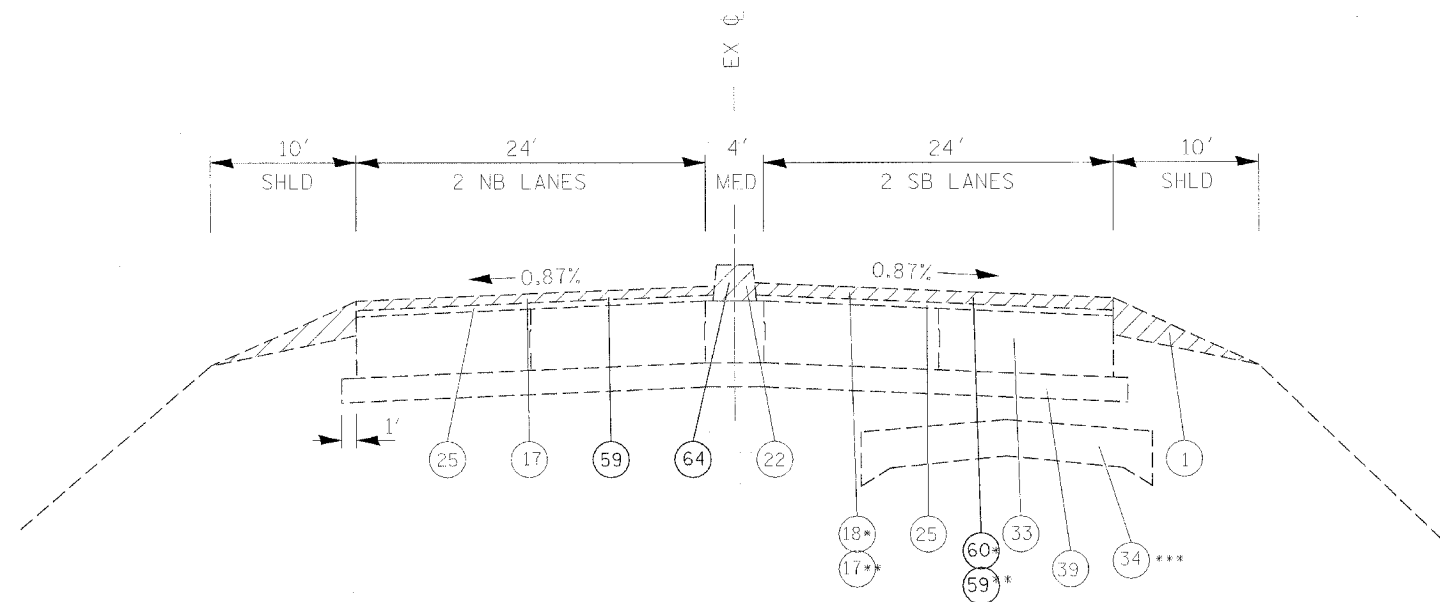 EX ℄
10' 24' 4' 24' 10'
SHLD 2 NB LANES MED 2 SB LANES SHLD
0.87% 0.87%
1'
25 17 59 64 22 1
18* 25 60* 33 39 34 ***
17** 59**